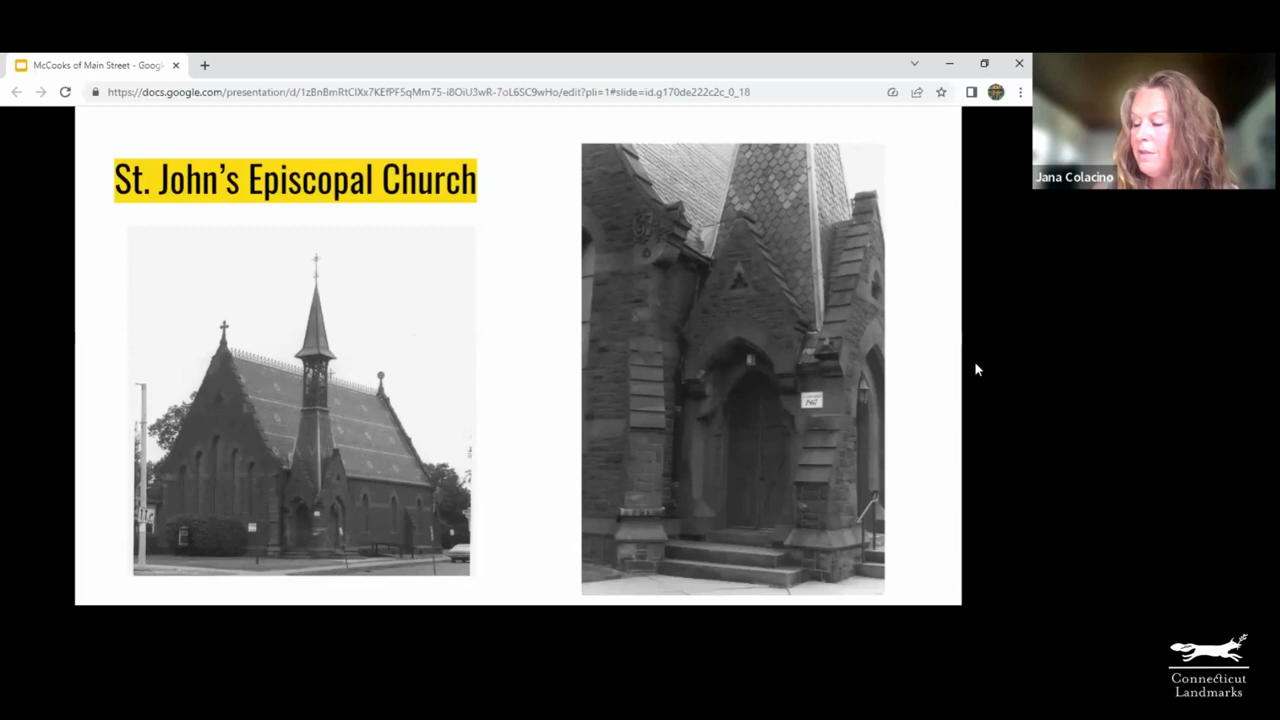 McCooks of Main Street - Googl
https://docs.google.com/presentation/d/1zBnBmRtClXx7KEfPF5qMm75-i8OiU3wR-7oL6SC9wHo/edit?pli=1#slide=id.g170de222c2c_0_18
Jana Colacino
St. John’s Episcopal Church
Connecticut
Landmarks